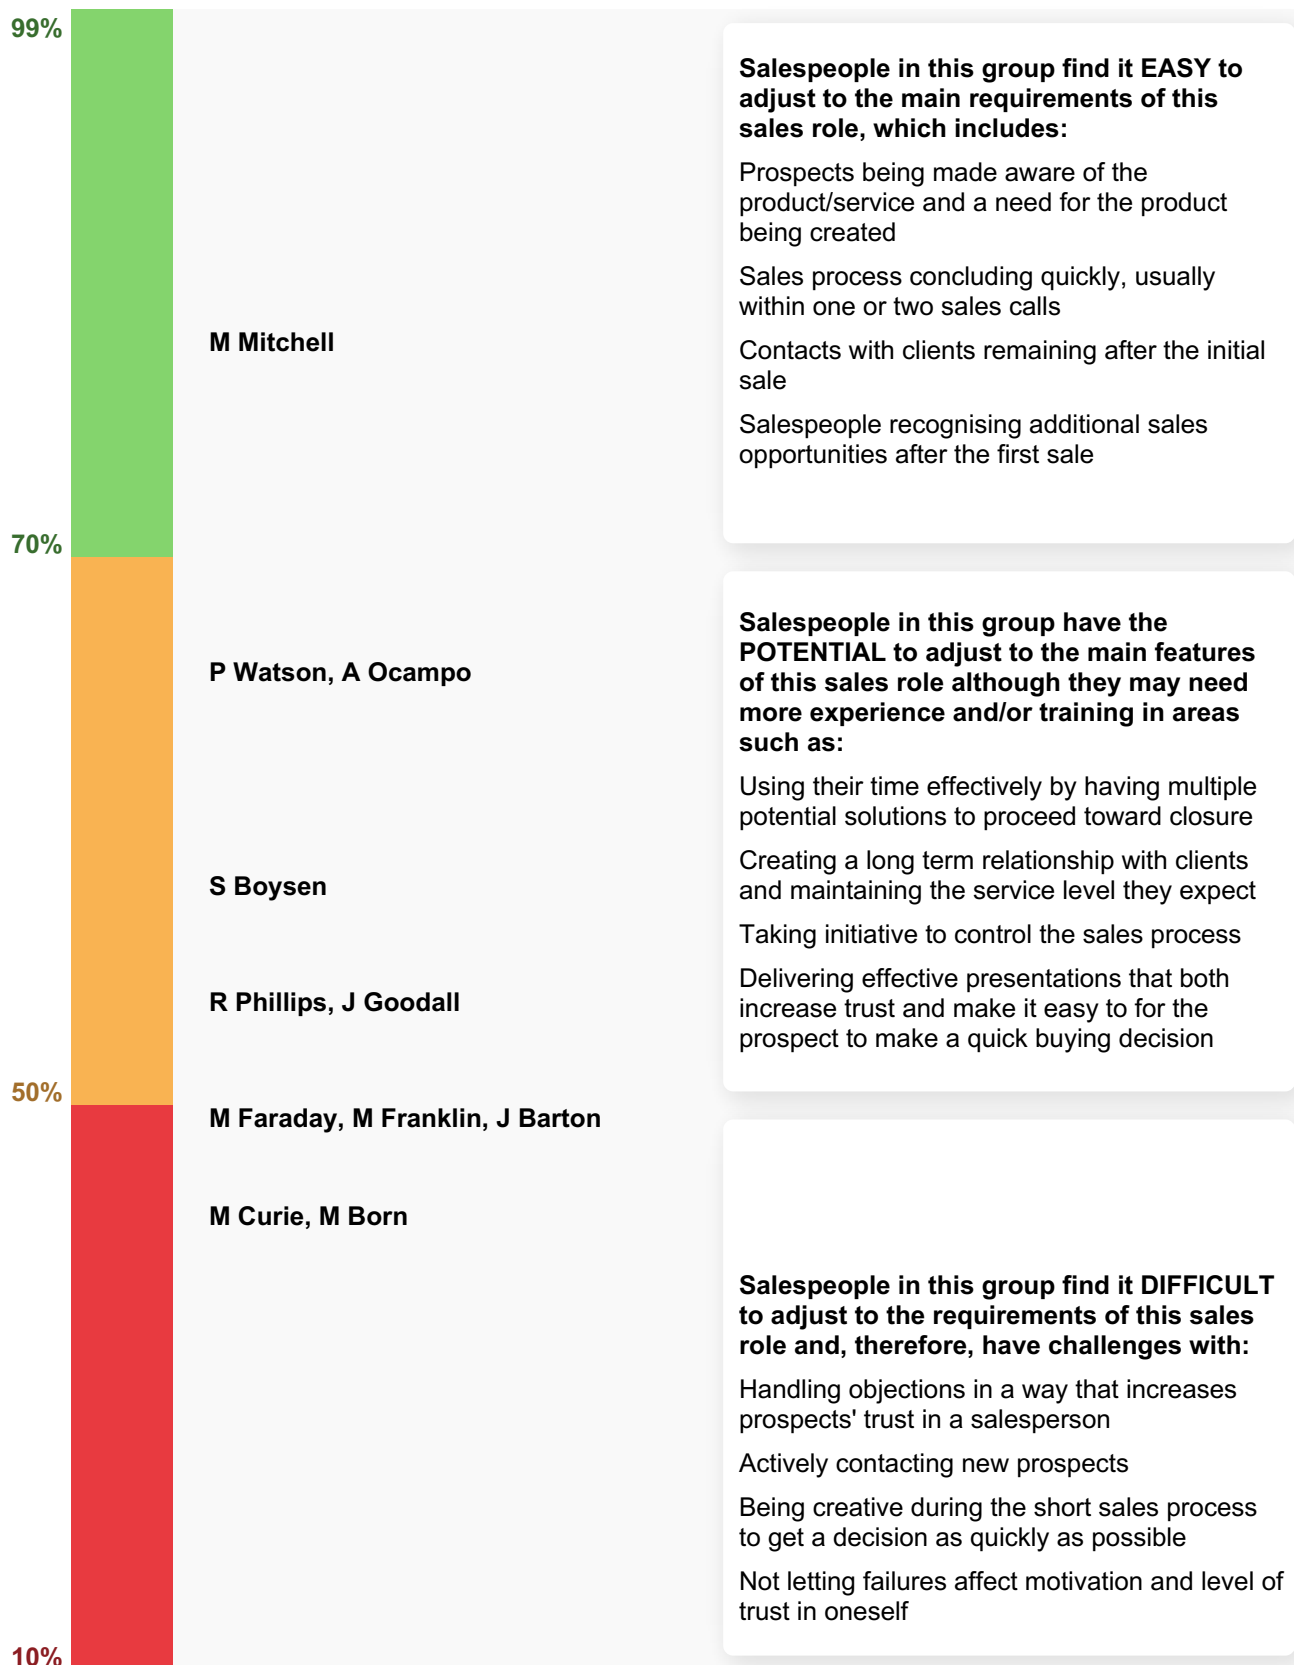 99%
Salespeople in this group find it EASY to
adjust to the main requirements of this
sales role, which includes:
Prospects being made aware of the
product/service and a need for the product
being created
Sales process concluding quickly, usually
within one or two sales calls
M Mitchell
Contacts with clients remaining after the initial
sale
Salespeople recognising additional sales
opportunities after the first sale
70%
Salespeople in this group have the
POTENTIAL to adjust to the main features
of this sales role although they may need
more experience and/or training in areas
such as:
P Watson, A Ocampo
Using their time effectively by having multiple
potential solutions to proceed toward closure
Creating a long term relationship with clients
and maintaining the service level they expect
S Boysen
Taking initiative to control the sales process
Delivering effective presentations that both
increase trust and make it easy to for the
prospect to make a quick buying decision
R Phillips, J Goodall
50%
M Faraday, M Franklin, J Barton
M Curie, M Born
Salespeople in this group find it DIFFICULT
to adjust to the requirements of this sales
role and, therefore, have challenges with:
Handling objections in a way that increases
prospects' trust in a salesperson
Actively contacting new prospects
Being creative during the short sales process
to get a decision as quickly as possible
Not letting failures affect motivation and level of
trust in oneself
10%